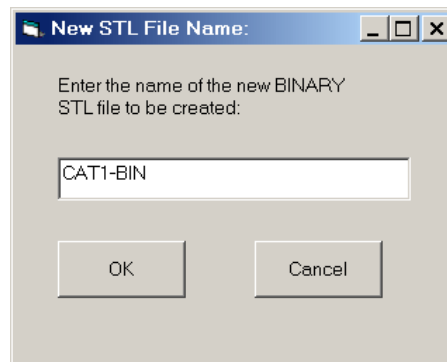 New STL File Name:
Enter the name of the new BINARY
STL file to be created:
CAT1-BIN
OK
Cancel